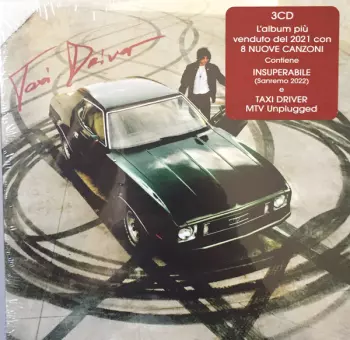 3CD
L'album più
venduto del 2021 con
8 NUOVE CANZONI
Contiene
INSUPERABILE
(Sanremo 2022)
e
TAXI DRIVER
MTV Unplugged
Taxi Driver